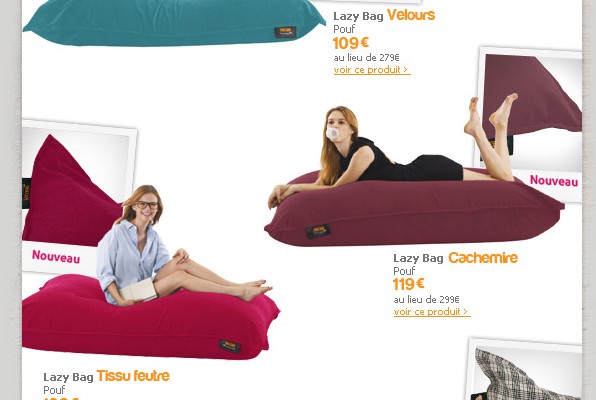 Lazy Bag Velours
Pouf
109€
au lieu de 279€
voir ce produit >
Nouveau
Lazy Bag Cachemire
Pouf
119€
au lieu de 299€
voir ce produit >
Nouveau
Lazy Bag Tissu feutre
Pouf